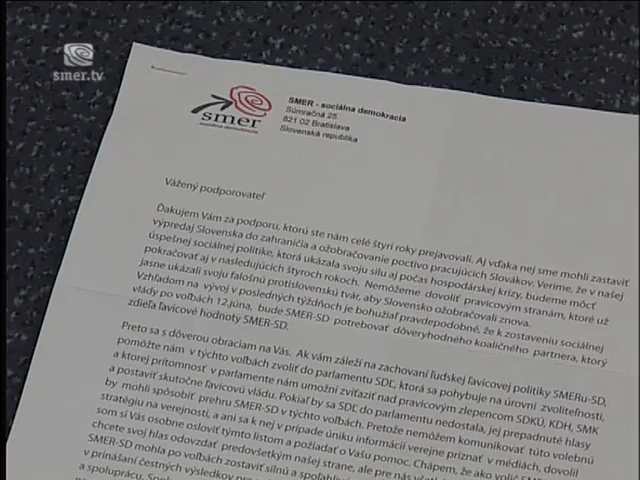 smer.tv
smer
sociálna demokracia
SMER - sociálna demokracia
Súmračná 25
821 02 Bratislava
Slovenská republika
Vážený podporovateľ
Ďakujem Vám za podporu, ktorú ste nám celé štyri roky prejavovali. Aj vďaka nej sme mohli zastaviť
výpredaj Slovenska do zahraničia a ožobračovanie poctivo pracujúcich Slovákov. Verime, že v našej
úspešnej sociálnej politike, ktorá ukázala svoju silu aj počas hospodárskej krizy, budeme môcť
pokračovať aj v nasledujúcich štyroch rokoch. Nemôžeme dovoliť pravicovým stranám, ktoré už
jasne ukázali svoju falošnú protislovenskú tvár, aby Slovensko ožobračovali znova.
Vzhľadom na vývoj v posledných týždňoch je bohužiaľ pravdepodobné, že k zostaveniu sociálnej
vlády po voľbách 12.júna, bude SMER-SD potrebovať dôveryhodného koaličného partnera, ktorý
zdieľa ľavicové hodnoty SMER-SD.
Preto sa s dôverou obraciam na Vás. Ak vám záleží na zachovaní ľudskej ľavicovej politiky SMERu-SD,
pomôžte nám v týchto voľbách zvoliť do parlamentu SDĽ, ktorá sa pohybuje na úrovni zvoliteľnosti,
a ktorej prítomnosť v parlamente nám umožní zvíťaziť nad pravicovým zlepencom SDKÚ, KDH, SMK
a postaviť skutočne ľavicovú vládu. Pokiaľ by sa SDĽ do parlamentu nedostala, jej prepadnuté hlasy
by mohli spôsobiť prehru SMER-SD v týchto voľbách. Pretože nemôžem komunikovať túto volebnú
stratégiu na verejnosti, a ani sa k nej v prípade úniku informácií verejne priznať v médiách, dovolil
som si Vás osobne osloviť týmto listom a požiadať o Vašu pomoc. Chápem, že ako volič
chcete svoj hlas odovzdať predovšetkým našej strane, ale pre nás
SMER-SD mohla po voľbách zostaviť silnú a
v prinášaní čestných výsledkov pre
a spoluprácu.